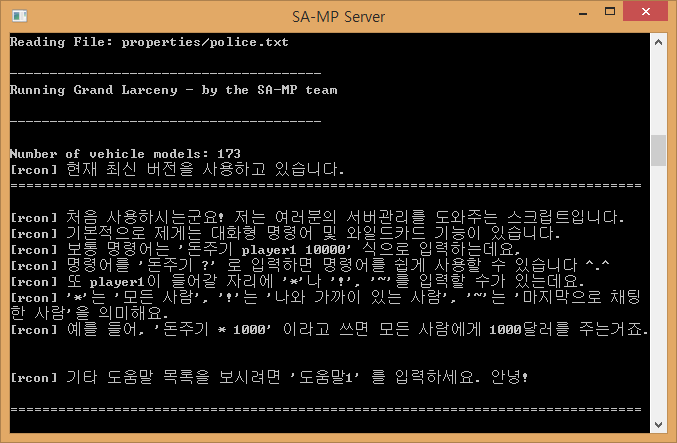 SA-MP Server
Reading File: properties/police.txt
---------------------------------------
Running Grand Larceny - by the SA-MP team
---------------------------------------
Number of vehicle models: 173
[rcon] 현재 최신 버전을 사용하고 있습니다.
===============================================================================
[rcon] 처음 사용하시는군요! 저는 여러분의 서버관리를 도와주는 스크립트입니다.
[rcon] 기본적으로 제게는 대화형 명령어 및 와일드카드 기능이 있습니다.
[rcon] 보통 명령어는 '돈주기 player1 10000' 식으로 입력하는데요,
[rcon] 명령어를 '돈주기 ?' 로 입력하면 명령어를 쉽게 사용할 수 있습니다 ^.^
[rcon] 또 player1이 들어갈 자리에 '*'나 '!', '~'를 입력할 수가 있는데요.
[rcon] '*'는 '모든 사람', '!'는 '나와 가까이 있는 사람', '~'는 '마지막으로 채팅
한 사람'을 의미해요.
[rcon] 예를 들어, '돈주기 * 1000' 이라고 쓰면 모든 사람에게 1000달러를 주는거죠.
[rcon] 기타 도움말 목록을 보시려면 '도움말1' 를 입력하세요. 안녕!
===============================================================================